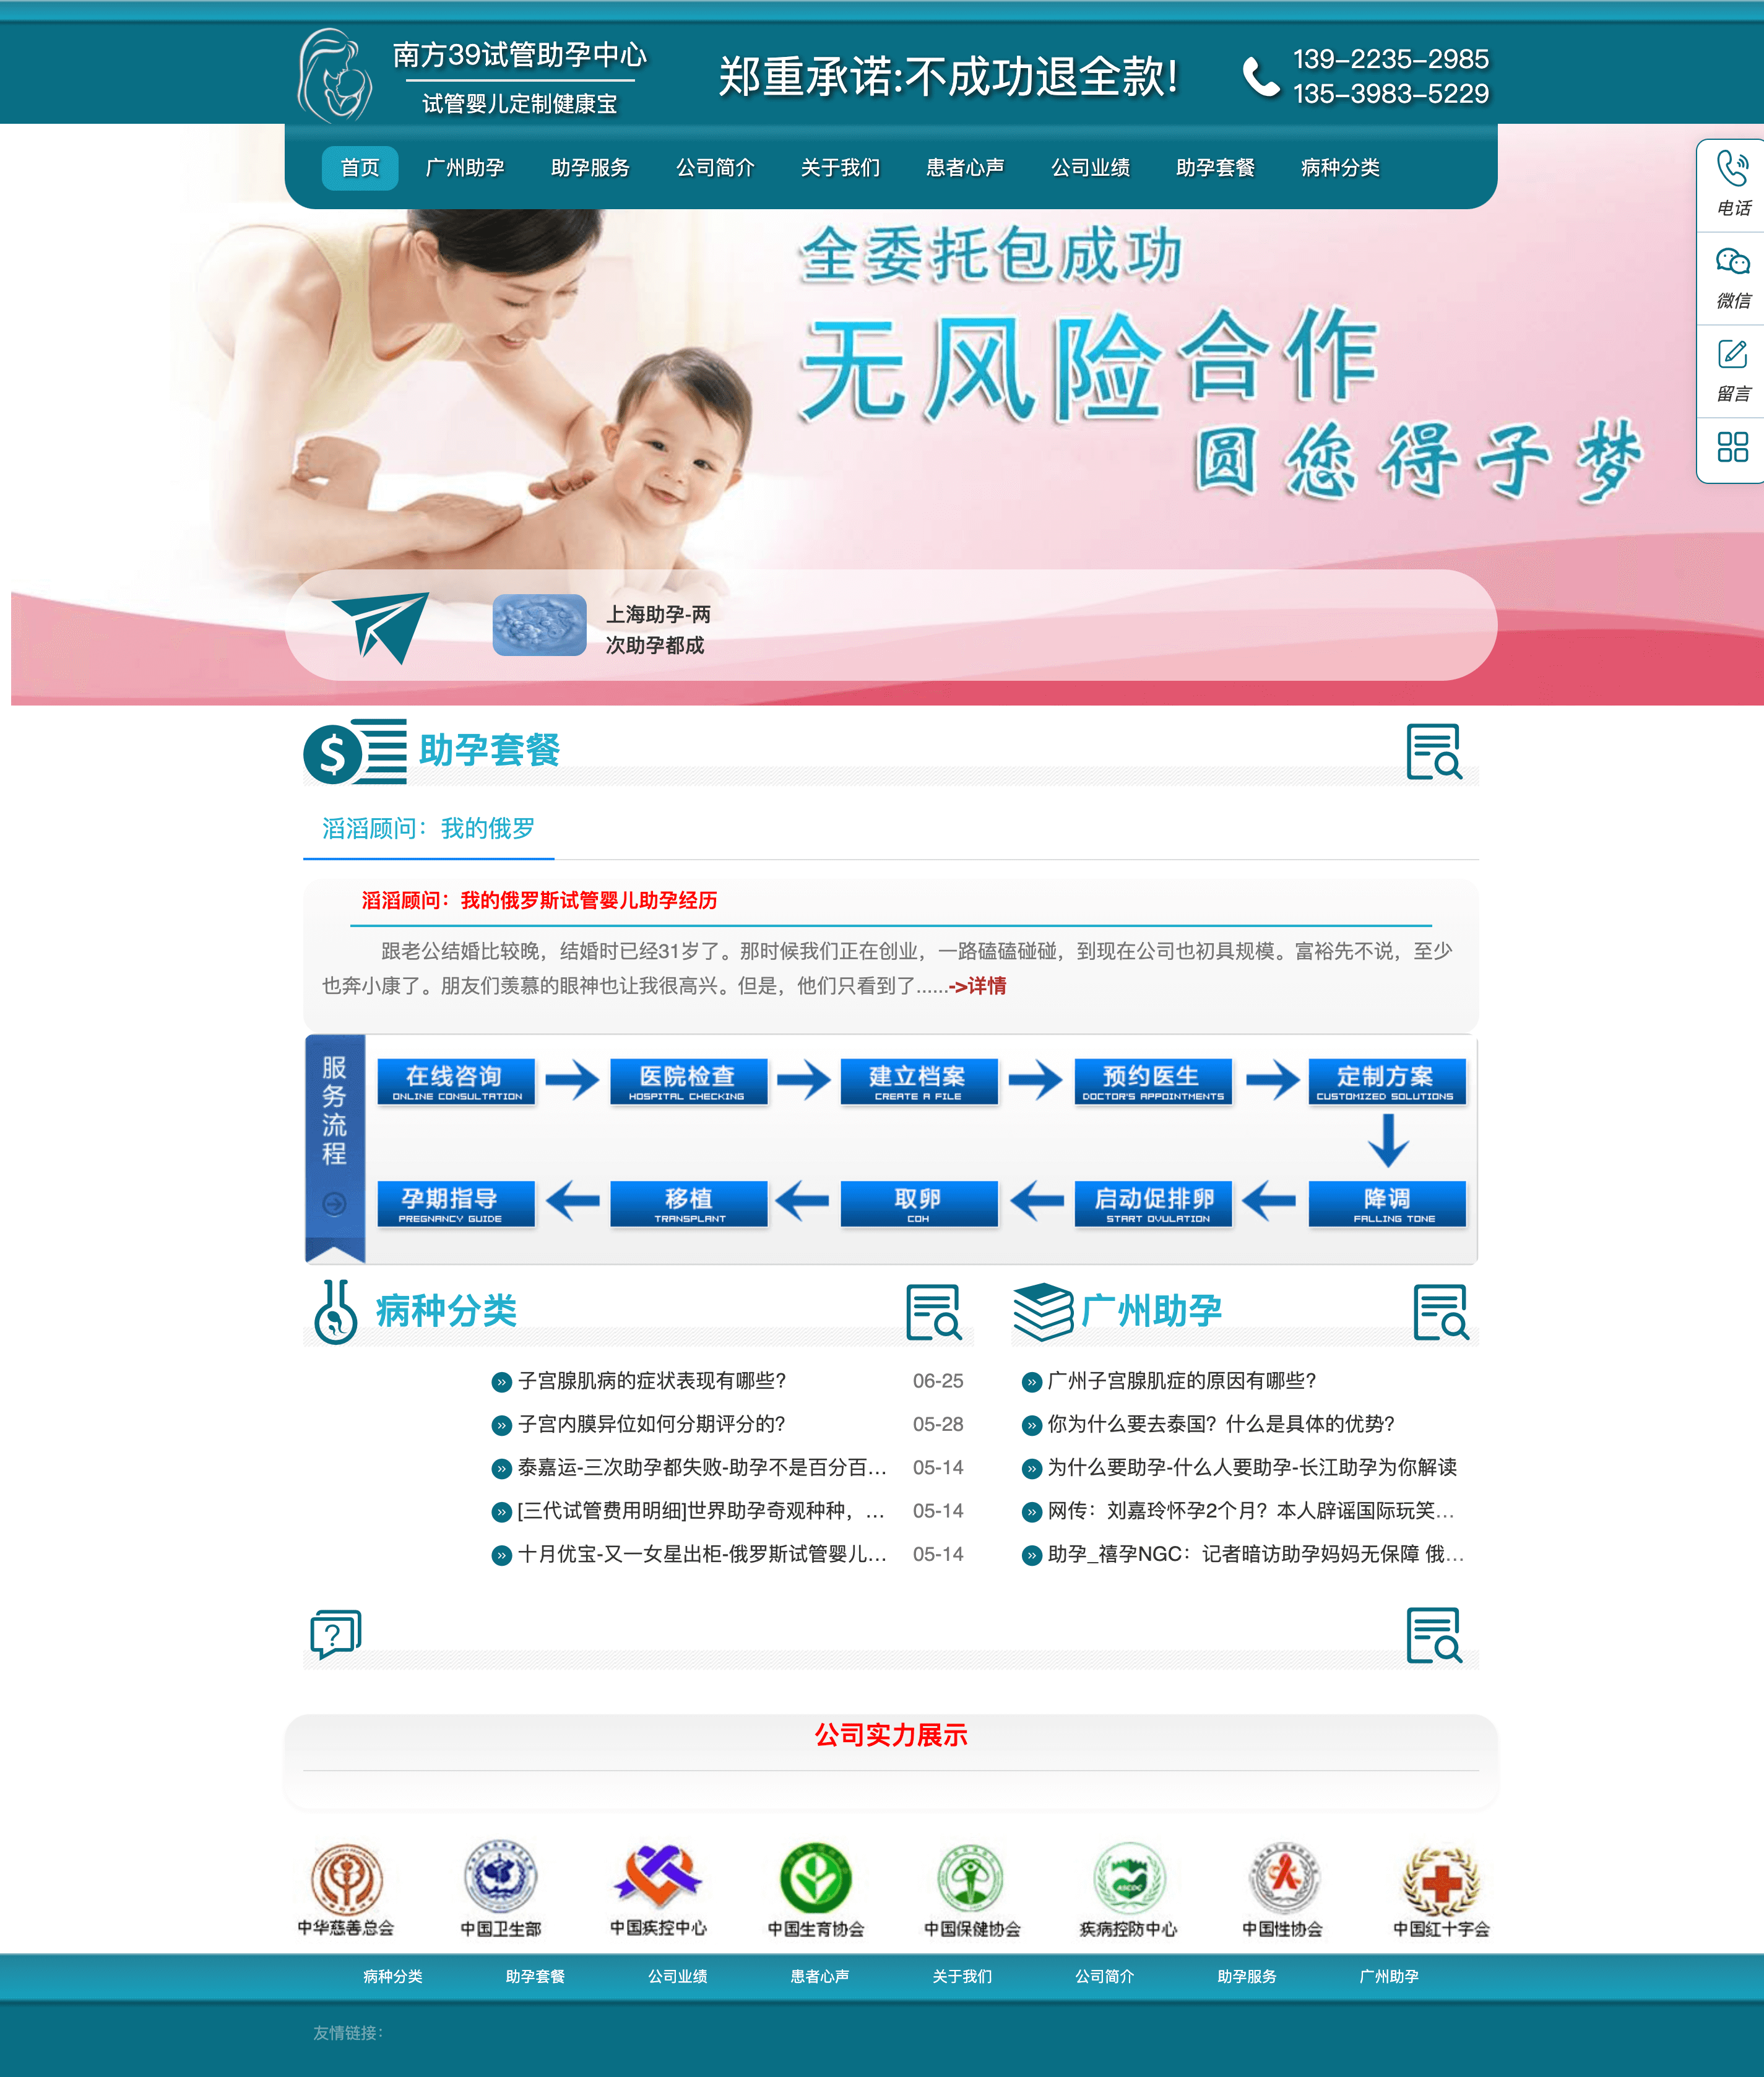 南方39试管助孕中心
试管婴儿定制健康宝
郑重承诺:不成功退全款!
139-2235-2985
135-3983-5229
首页 广州助孕 助孕服务 公司简介 关于我们 患者心声 公司业绩 助孕套餐 病种分类
电话
微信
留言
全委托包成功
无风险合作
圆您得子梦
上海助孕-两
次助孕都成
助孕套餐
滔滔顾问：我的俄罗
滔滔顾问：我的俄罗斯试管婴儿助孕经历
跟老公结婚比较晚，结婚时已经31岁了。那时候我们正在创业，一路磕磕碰碰，到现在公司也初具规模。富裕先不说，至少
也奔小康了。朋友们羡慕的眼神也让我很高兴。但是，他们只看到了......->详情
服务流程
在线咨询 医院检查 建立档案 预约医生 定制方案
ONLINE CONSULTATION HOSPITAL CHECKING CREATE A FILE DOCTOR'S APPOINTMENTS CUSTOMIZED SOLUTIONS
孕期指导 移植 取卵 启动促排卵 降调
PREGNANCY GUIDE TRANSPLANT COH START OVULATION FALLING TONE
病种分类
子宫腺肌病的症状表现有哪些? 06-25
子宫内膜异位如何分期评分的? 05-28
泰嘉运-三次助孕都失败-助孕不是百分百... 05-14
[三代试管费用明细]世界助孕奇观种种，... 05-14
十月优宝-又一女星出柜-俄罗斯试管婴儿... 05-14
广州助孕
广州子宫腺肌症的原因有哪些?
你为什么要去泰国？什么是具体的优势?
为什么要助孕-什么人要助孕-长江助孕为你解读
网传：刘嘉玲怀孕2个月？本人辟谣国际玩笑...
助孕_禧孕NGC：记者暗访助孕妈妈无保障 俄...
公司实力展示
中华慈善总会 中国卫生部 中国疾控中心 中国生育协会 中国保健协会 疾病控防中心 中国性协会 中国红十字会
病种分类 助孕套餐 公司业绩 患者心声 关于我们 公司简介 助孕服务 广州助孕
友情链接：